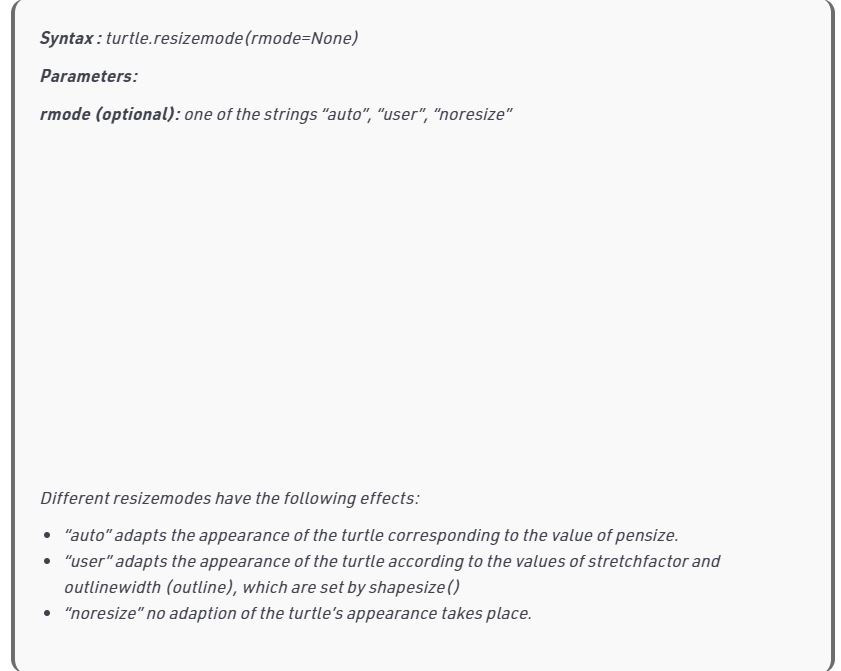 Syntax : turtle.resizemode(rmode=None)
Parameters:
rmode (optional): one of the strings “auto”, “user”, “noresize”
Different resizemodes have the following effects:
• “auto” adapts the appearance of the turtle corresponding to the value of pensize.
• “user” adapts the appearance of the turtle according to the values of stretchfactor and
outlinewidth (outline), which are set by shapesize()
• “noresize” no adaption of the turtle’s appearance takes place.